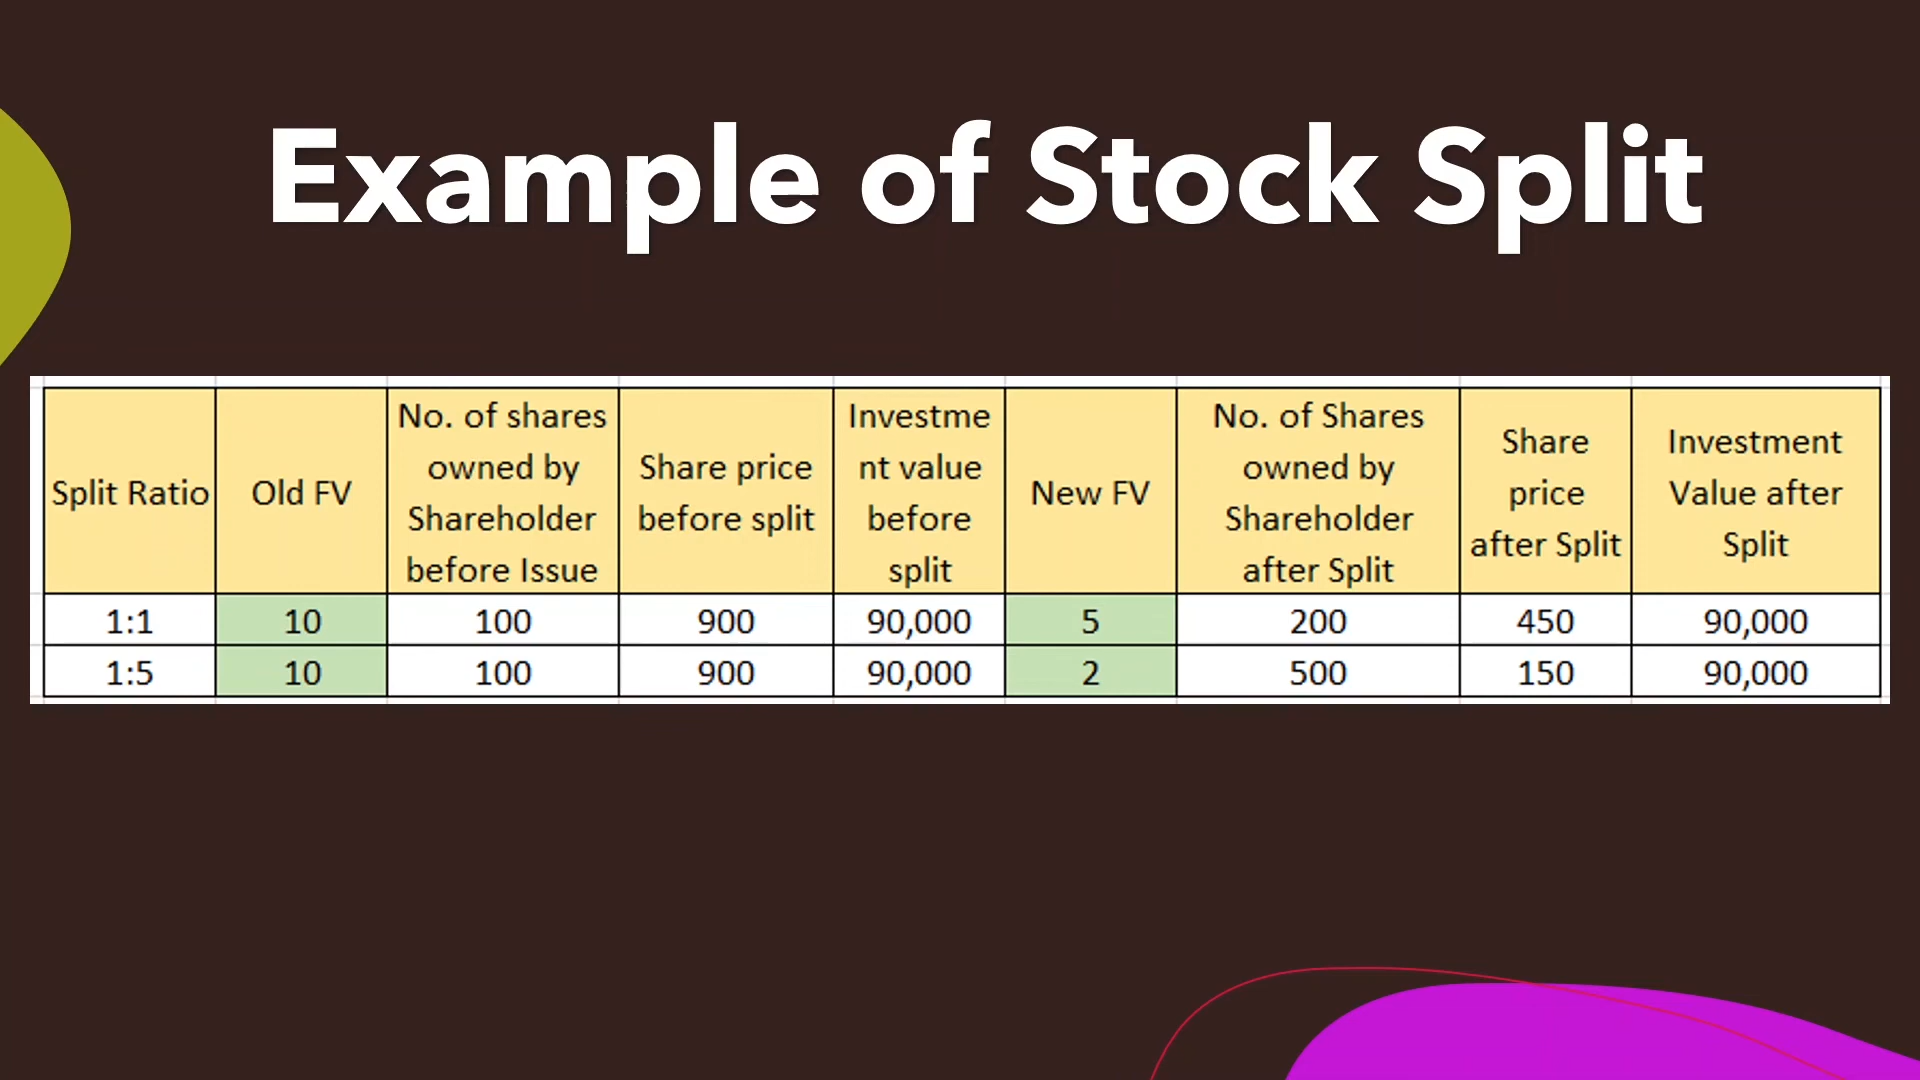 Example of Stock Split
Split Ratio
Old FV
No. of shares
owned by
Shareholder
before Issue
Share price
before split
Investme
nt value
before
split
New FV
No. of Shares
owned by
Shareholder
after Split
Share
price
after Split
Investment
Value after
Split
1:1 10 100 900 90,000 5 200 450 90,000
1:5 10 100 900 90,000 2 500 150 90,000